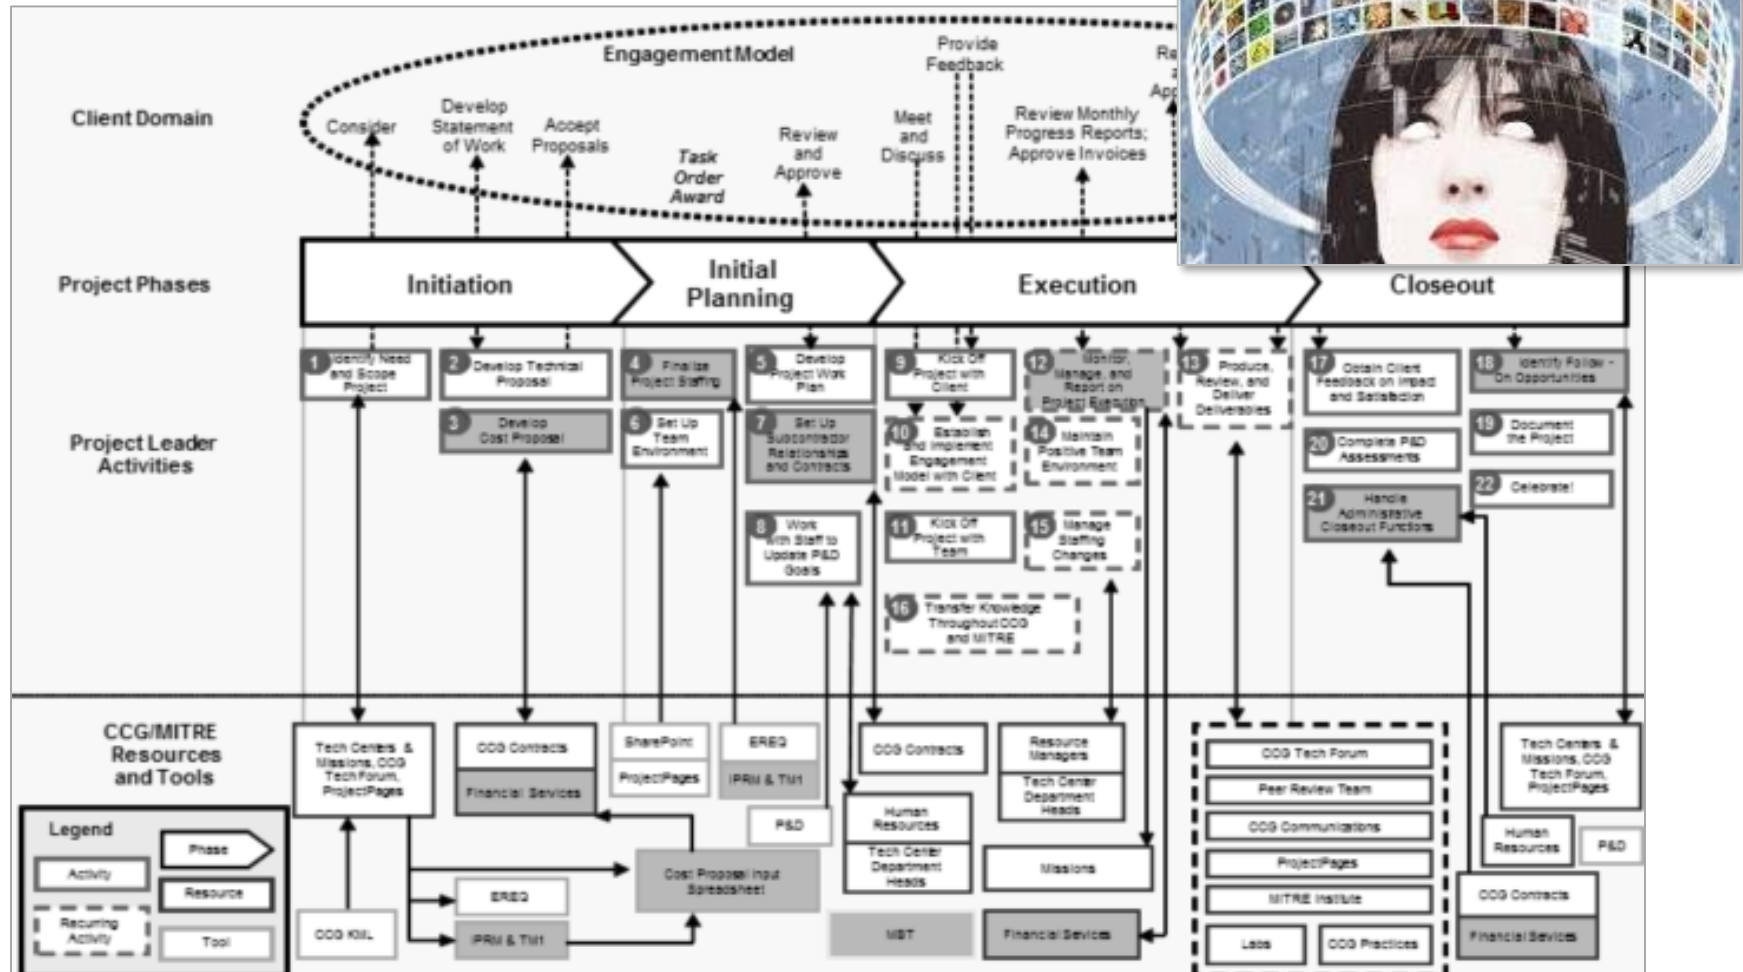 Engagement Model
Provide
Feedback
Client Domain
Consider
Develop
Statement
of Work
Accept
Proposals
Task
Order
Award
Review
and
Approve
Meet
and
Discuss
Review Monthly
Progress Reports;
Approve Invoices
Project Phases
Initiation
Initial
Planning
Execution
Closeout
Project Leader
Activities
1 Identify Need
and Scope
Project
2 Develop Technical
Proposal
3 Develop
Cost Proposal
4 Finalize
Project Staffing
5 Develop
Project Work
Plan
6 Set Up
Team
Environment
7 Set Up
Subcontractor
Relationships
and Contracts
8 Work
with Staff to
Update P&D
Goals
9 Kick Off
Project with
Client
10 Establish
and Implement
Engagement
Model with Client
11 Kick Off
Project with
Team
12 Monitor,
Manage, and
Report on
Project Execution
13 Produce,
Review, and
Deliver
Deliverables
14 Maintain
Positive Team
Environment
15 Manage
Staffing
Changes
16 Transfer Knowledge
Throughout CCG
and MITRE
17 Obtain Client
Feedback on Impact
and Satisfaction
18 Identify Follow -
On Opportunities
19 Document
the Project
20 Complete P&D
Assessments
21 Handle
Administrative
Closeout Functions
22 Celebrate!
CCG/MITRE
Resources
and Tools
Tech Centers &
Missions, CCG
Tech Forum,
ProjectPages
CCG Contracts
Financial Services
SharePoint
ProjectPages
EREQ
IPRM & TM1
P&D
CCG Contracts
Human
Resources
Tech Center
Department
Heads
Resource
Managers
Tech Center
Department
Heads
Missions
Financial Services
MBT
Cost Proposal Input
Spreadsheet
EREQ
IPRM & TM1
CCG KML
CCG Tech Forum
Peer Review Team
CCG Communications
ProjectPages
MITRE Institute
Labs
CCG Practices
Tech Centers &
Missions, CCG
Tech Forum,
ProjectPages
Human
Resources
P&D
CCG Contracts
Financial Services
Legend
Phase
Activity
Resource
Recurring
Activity
Tool